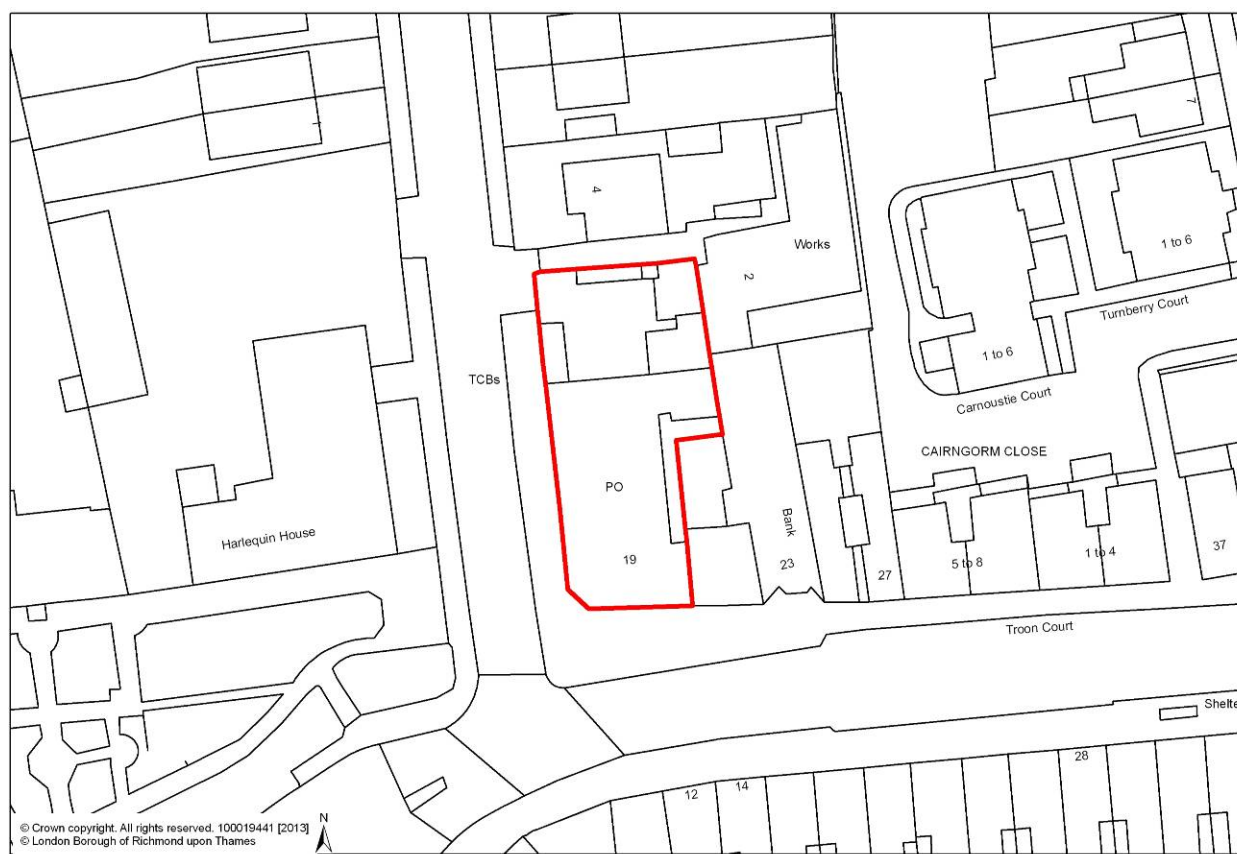 1
7
4
1 to 6
Works
2
Turnberry Court
1 to 6
TCBs
Carnoustie Court
CAIRNGORM CLOSE
PO
Bank
Harlequin House
19
23
27
5 to 8
1 to 4
37
Troon Court
Shelte
28
12
14
© Crown copyright. All rights reserved. 100019441 [2013]
© London Borough of Richmond upon Thames
N